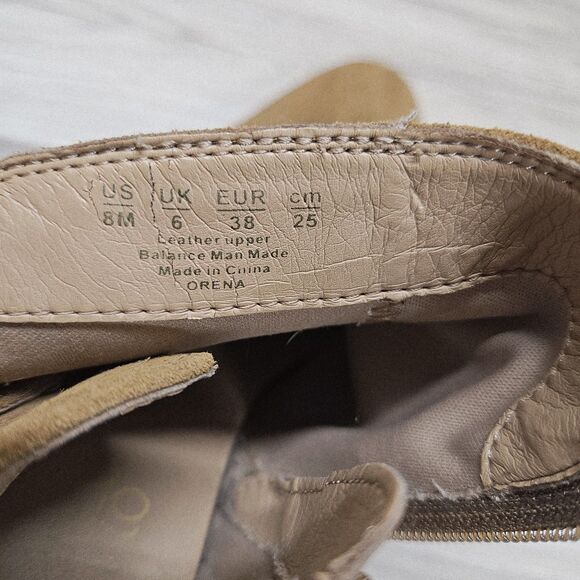 US UK EUR cm
8M 6 38 25
Leather upper
Balance Man Made
Made in China
ORENA